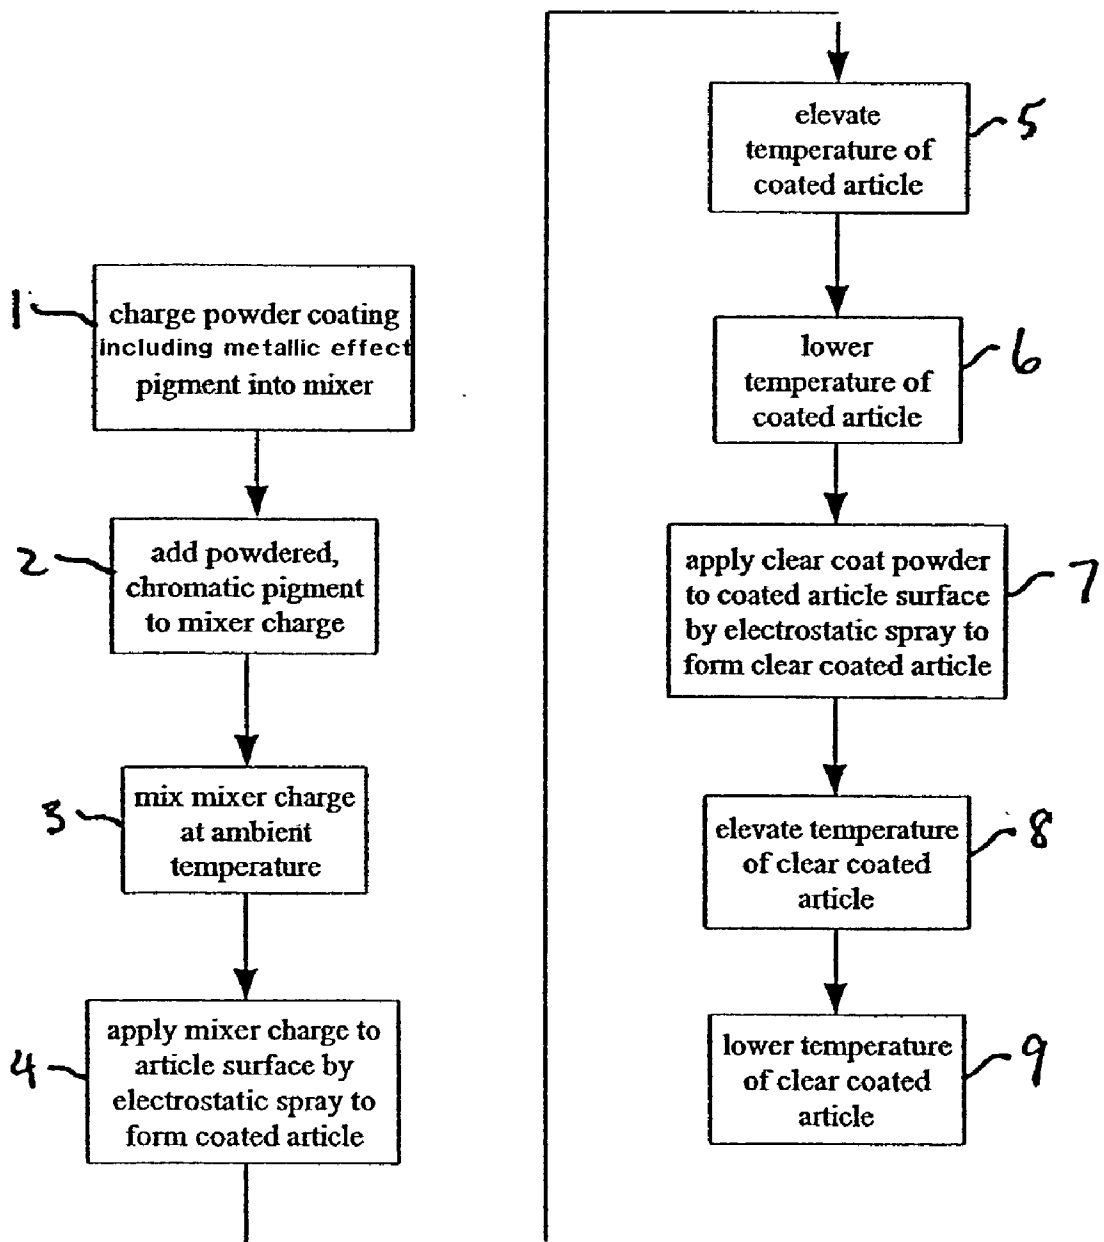 1
charge powder coating
including metallic effect
pigment into mixer
2
add powdered,
chromatic pigment
to mixer charge
3
mix mixer charge
at ambient
temperature
4
apply mixer charge to
article surface by
electrostatic spray to
form coated article
5
elevate
temperature of
coated article
6
lower
temperature of
coated article
7
apply clear coat powder
to coated article surface
by electrostatic spray to
form clear coated article
8
elevate temperature
of clear coated
article
9
lower temperature
of clear coated
article